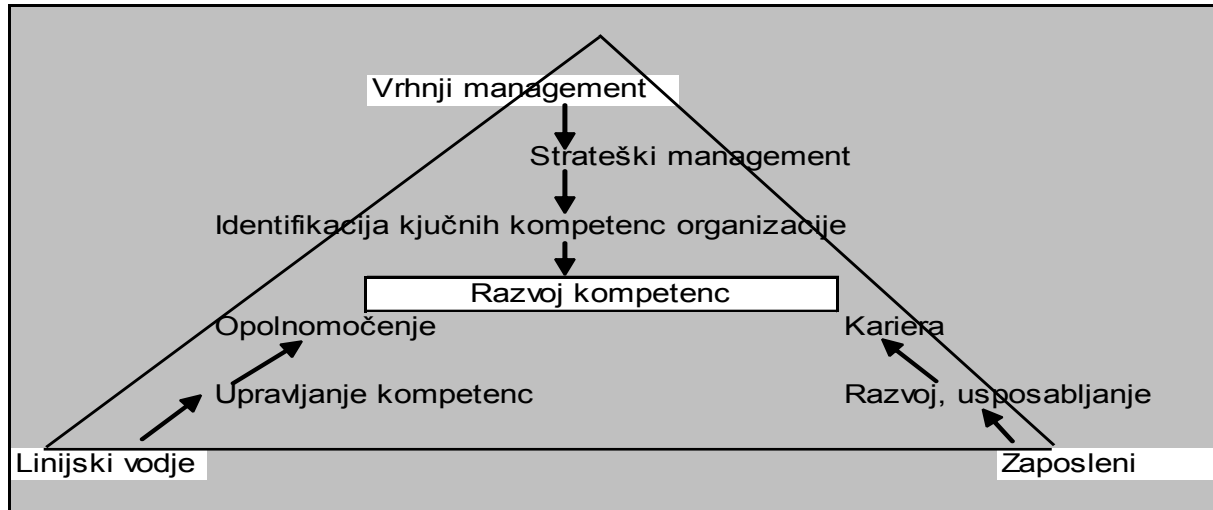 Vrhnji management
Strateški management
Identifikacija kjučnih kompetenc organizacije
Razvoj kompetenc
Opolnomočenje
Kariera
Upravljanje kompetenc
Razvoj, usposabljanje
Linijski vodje
Zaposleni